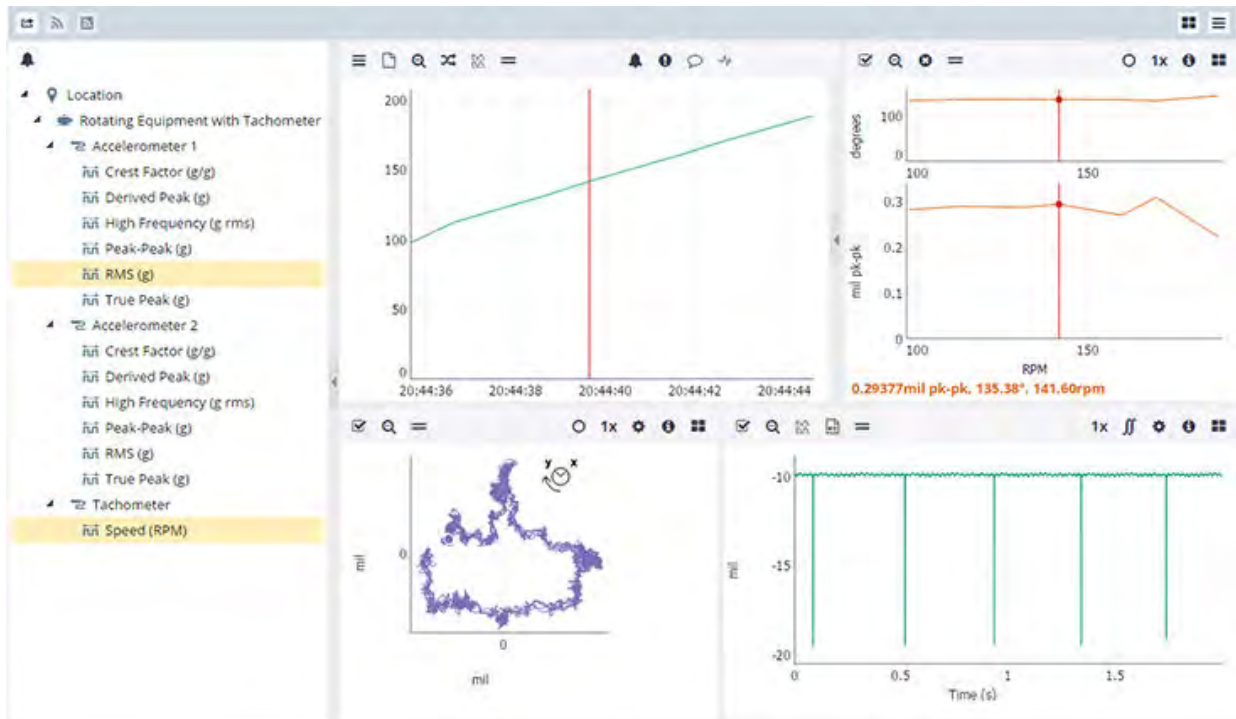 Location
Rotating Equipment with Tachometer
Accelerometer 1
Crest Factor (g/g)
Derived Peak (g)
High Frequency (g rms)
Peak-Peak (g)
RMS (g)
True Peak (g)
Accelerometer 2
Crest Factor (g/g)
Derived Peak (g)
High Frequency (g rms)
Peak-Peak (g)
RMS (g)
True Peak (g)
Tachometer
Speed (RPM)
200
150
100
50
0
20:44:36 20:44:38 20:44:40 20:44:42 20:44:44
1x
degrees
100
0
100 150
mil pk-pk
0.3
0.2
0.1
0
100 150
RPM
0.29377mil pk-pk, 135.38°, 141.60rpm
1x
y x
mil
0
0
mil
1x
mil
-10
-15
-20
0 0.5 1 1.5
Time (s)